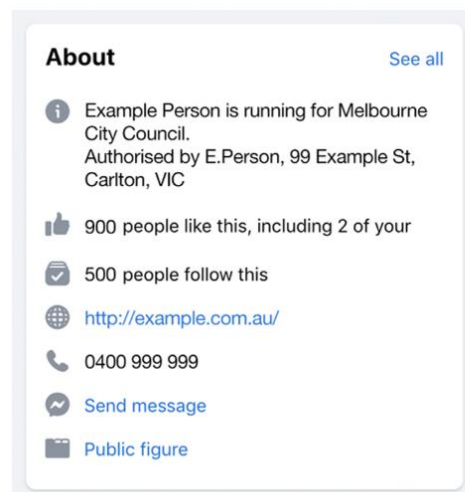 About
See all
Example Person is running for Melbourne
City Council.
Authorised by E.Person, 99 Example St,
Carlton, VIC
900 people like this, including 2 of your
500 people follow this
http://example.com.au/
0400 999 999
Send message
Public figure